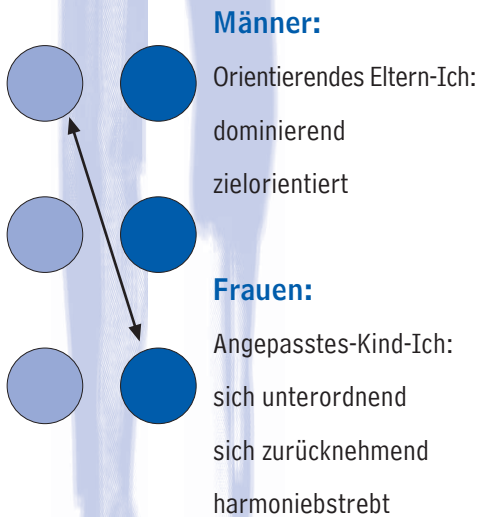 Männer:
Orientierendes Eltern-Ich:
dominierend
zielorientiert
Frauen:
Angepasstes-Kind-Ich:
sich unterordnend
sich zurücknehmend
harmoniebstrebt